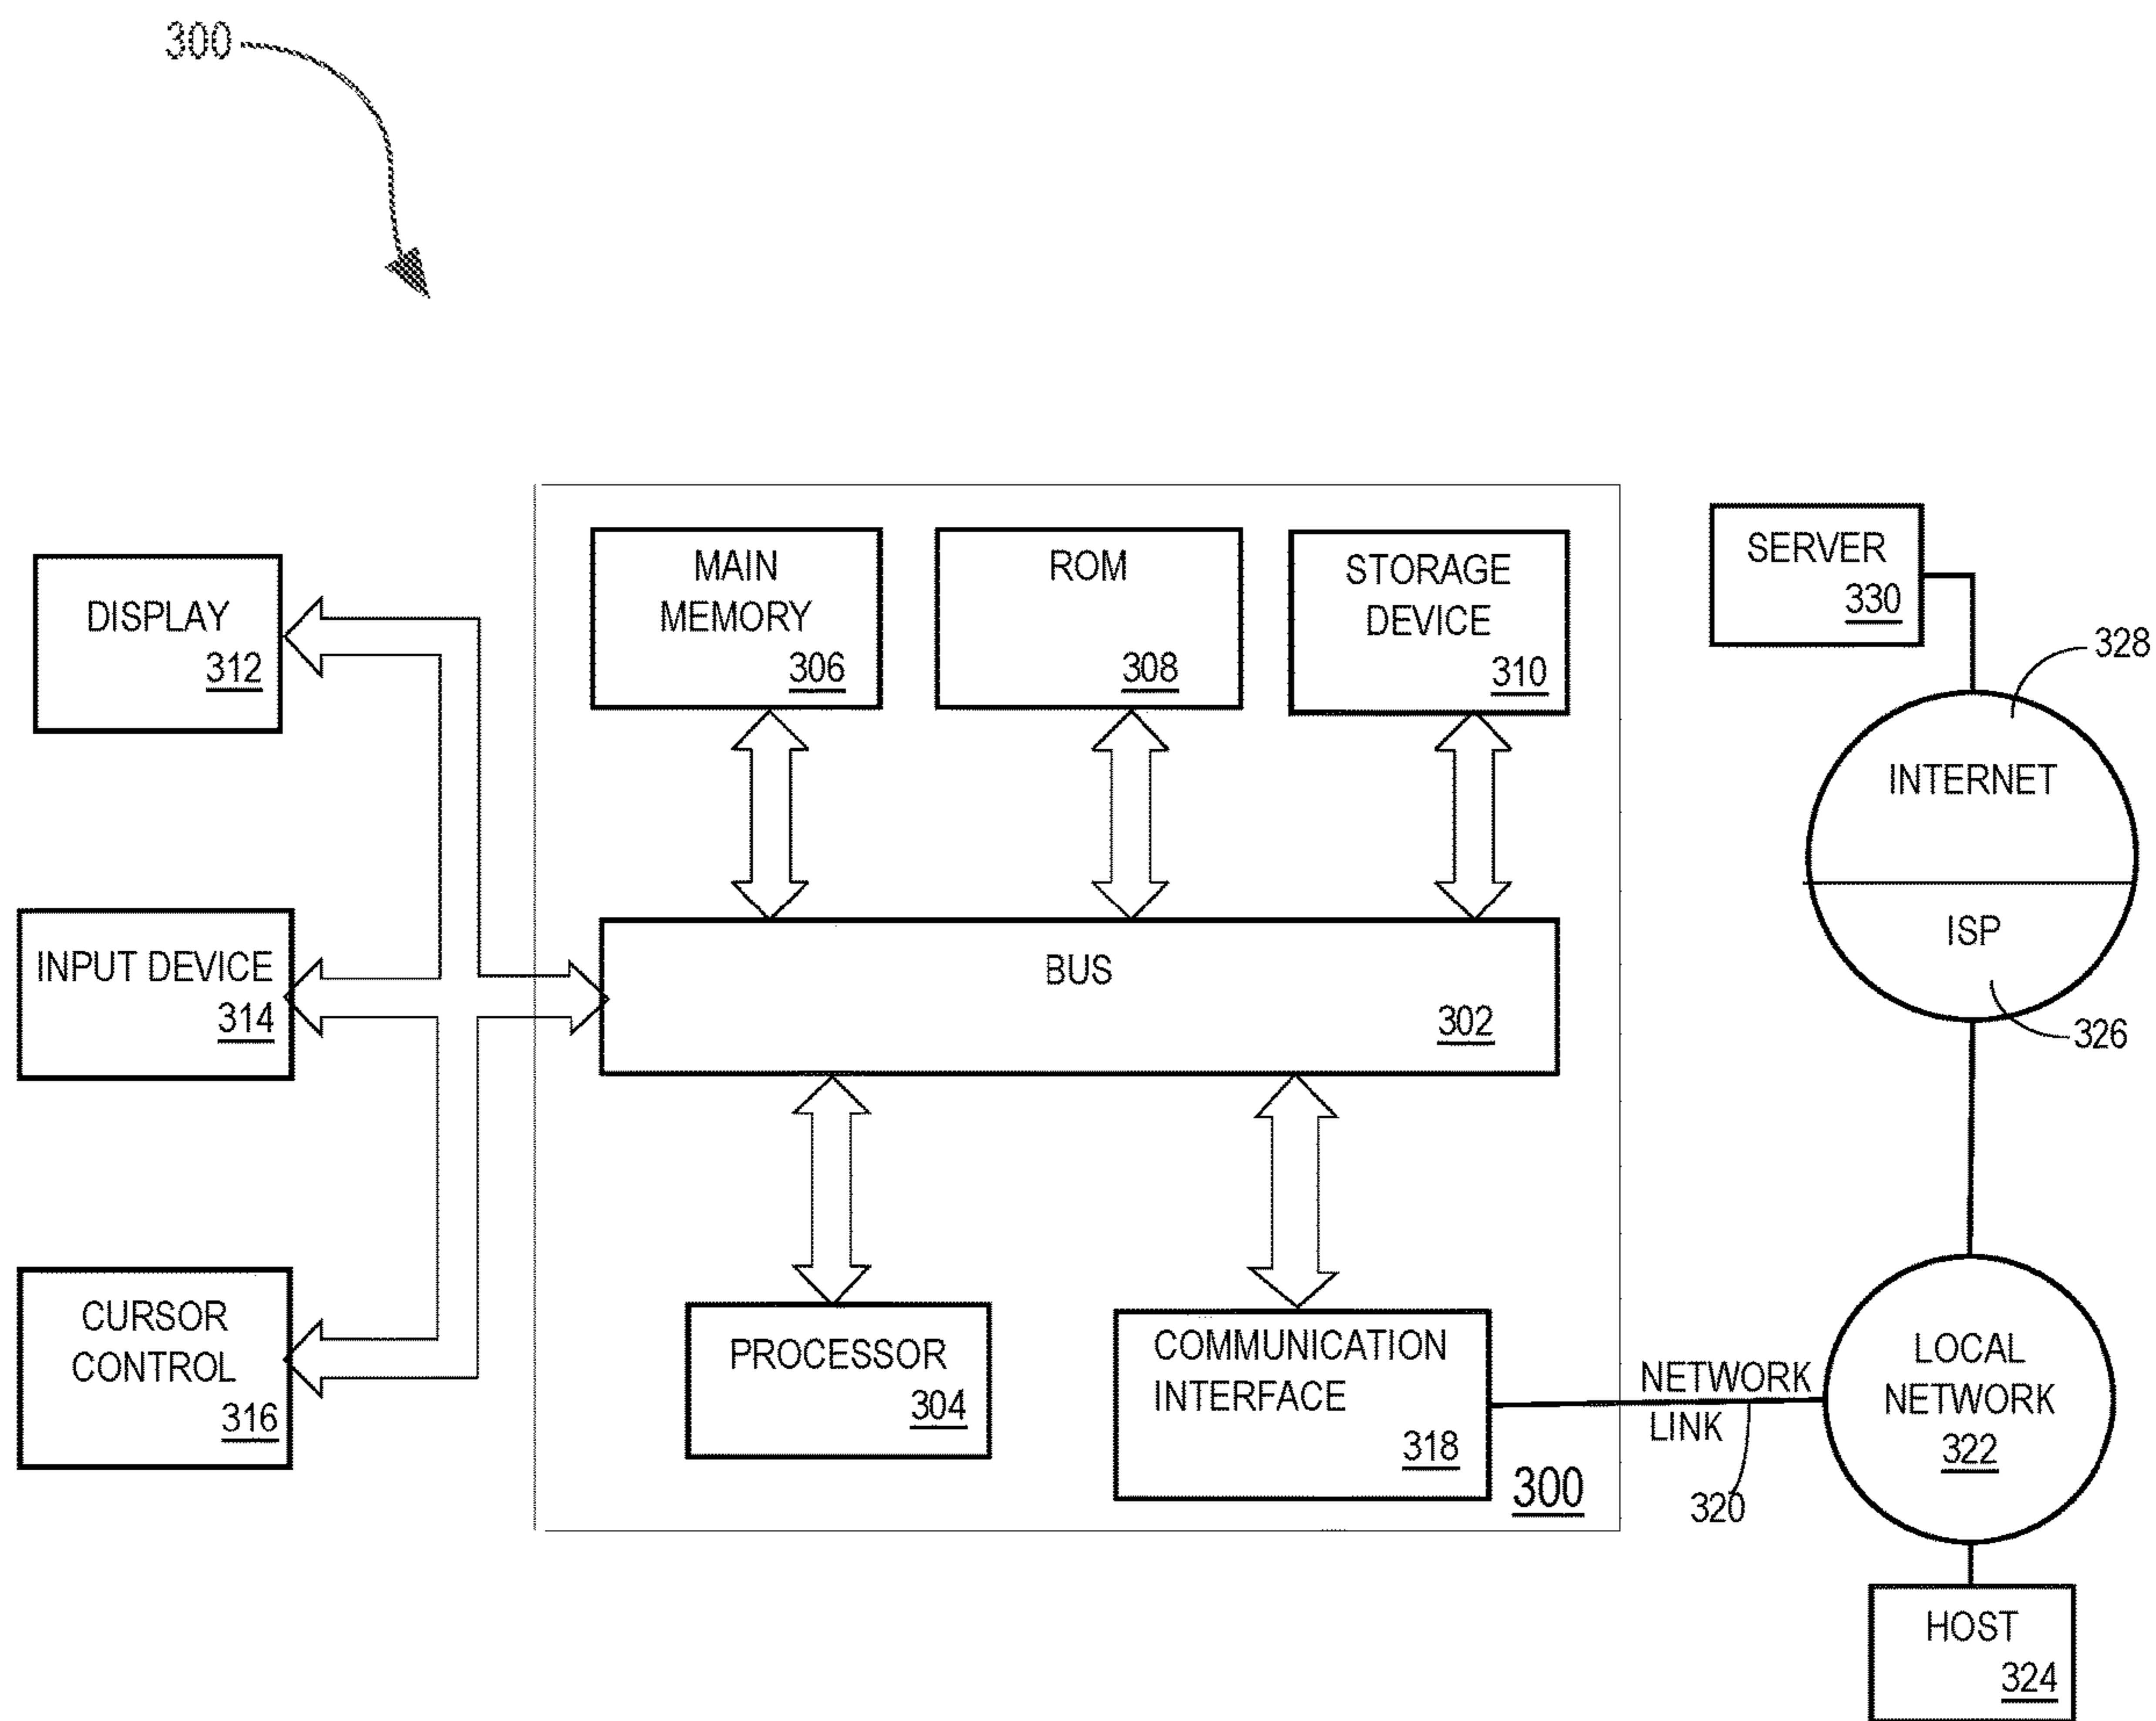 300
DISPLAY
312
INPUT DEVICE
314
CURSOR
CONTROL
316
MAIN
MEMORY
306
ROM
308
STORAGE
DEVICE
310
BUS
302
PROCESSOR
304
COMMUNICATION
INTERFACE
318
300
SERVER
330
328
INTERNET
ISP
326
NETWORK
LINK
320
LOCAL
NETWORK
322
HOST
324